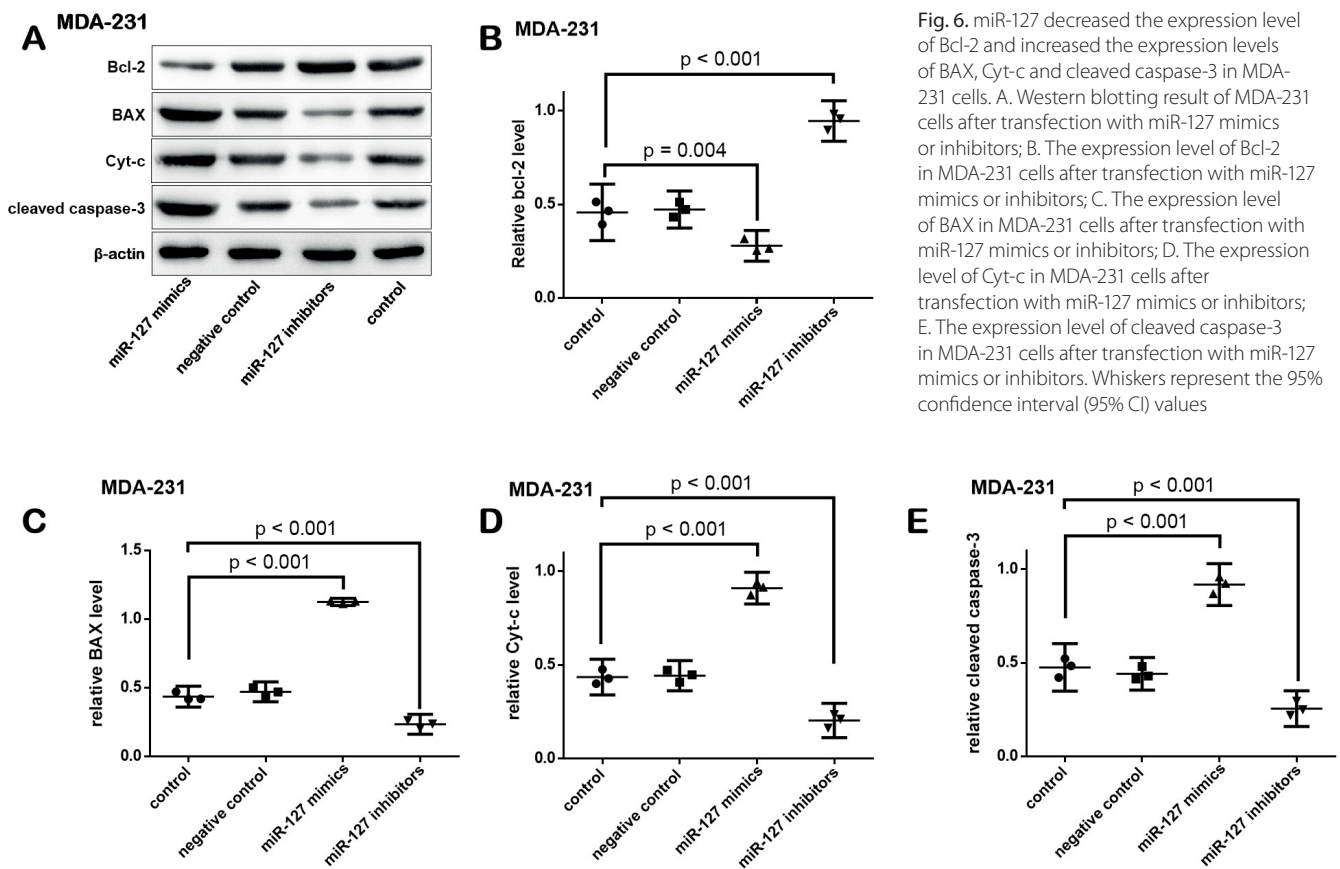 A
MDA-231
Bcl-2
BAX
Cyt-c
cleaved caspase-3
β-actin
miR-127 mimics
negative control
miR-127 inhibitors
control
B
MDA-231
p < 0.001
p = 0.004
1.0
0.5
0.0
Relative bcl-2 level
control
negative control
miR-127 mimics
miR-127 inhibitors
Fig. 6. miR-127 decreased the expression level
of Bcl-2 and increased the expression levels
of BAX, Cyt-c and cleaved caspase-3 in MDA-
231 cells. A. Western blotting result of MDA-231
cells after transfection with miR-127 mimics
or inhibitors; B. The expression level of Bcl-2
in MDA-231 cells after transfection with miR-127
mimics or inhibitors; C. The expression level
of BAX in MDA-231 cells after transfection with
miR-127 mimics or inhibitors; D. The expression
level of Cyt-c in MDA-231 cells after
transfection with miR-127 mimics or inhibitors;
E. The expression level of cleaved caspase-3
in MDA-231 cells after transfection with miR-127
mimics or inhibitors. Whiskers represent the 95%
confidence interval (95% CI) values
C
MDA-231
p < 0.001
p < 0.001
1.5
1.0
0.5
0.0
relative BAX level
control
negative control
miR-127 mimics
miR-127 inhibitors
D
MDA-231
p < 0.001
p < 0.001
1.0
0.5
0.0
relative Cyt-c level
control
negative control
miR-127 mimics
miR-127 inhibitors
E
MDA-231
p < 0.001
p < 0.001
1.0
0.5
0.0
relative cleaved caspase-3
control
negative control
miR-127 mimics
miR-127 inhibitors